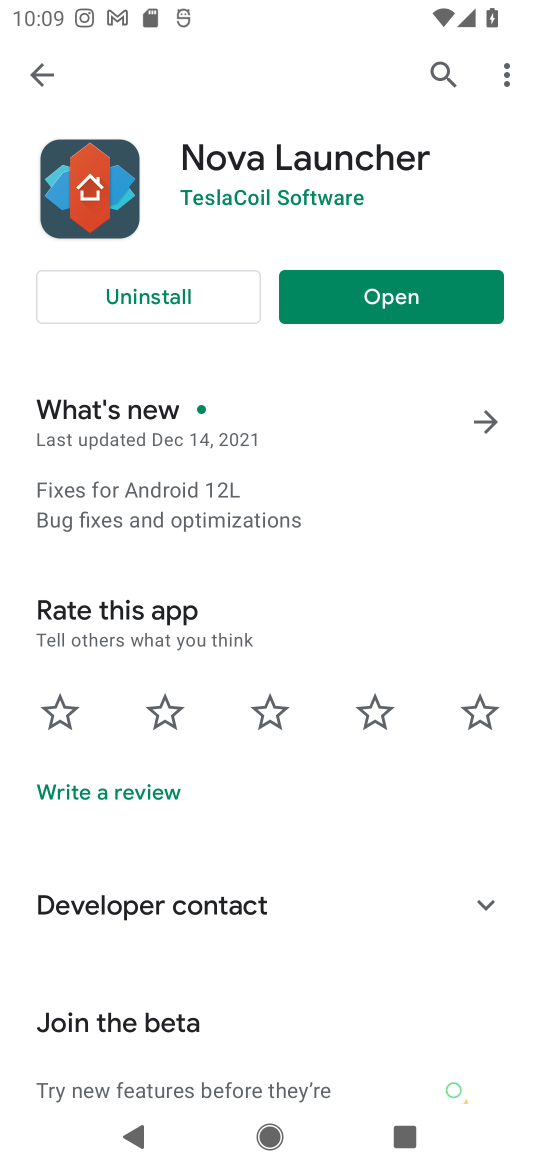 10:09
Nova Launcher
TeslaCoil Software
Uninstall
Open
What's new
Last updated Dec 14, 2021
Fixes for Android 12L
Bug fixes and optimizations
Rate this app
Tell others what you think
Write a review
Developer contact
Join the beta
Try new features before they’re